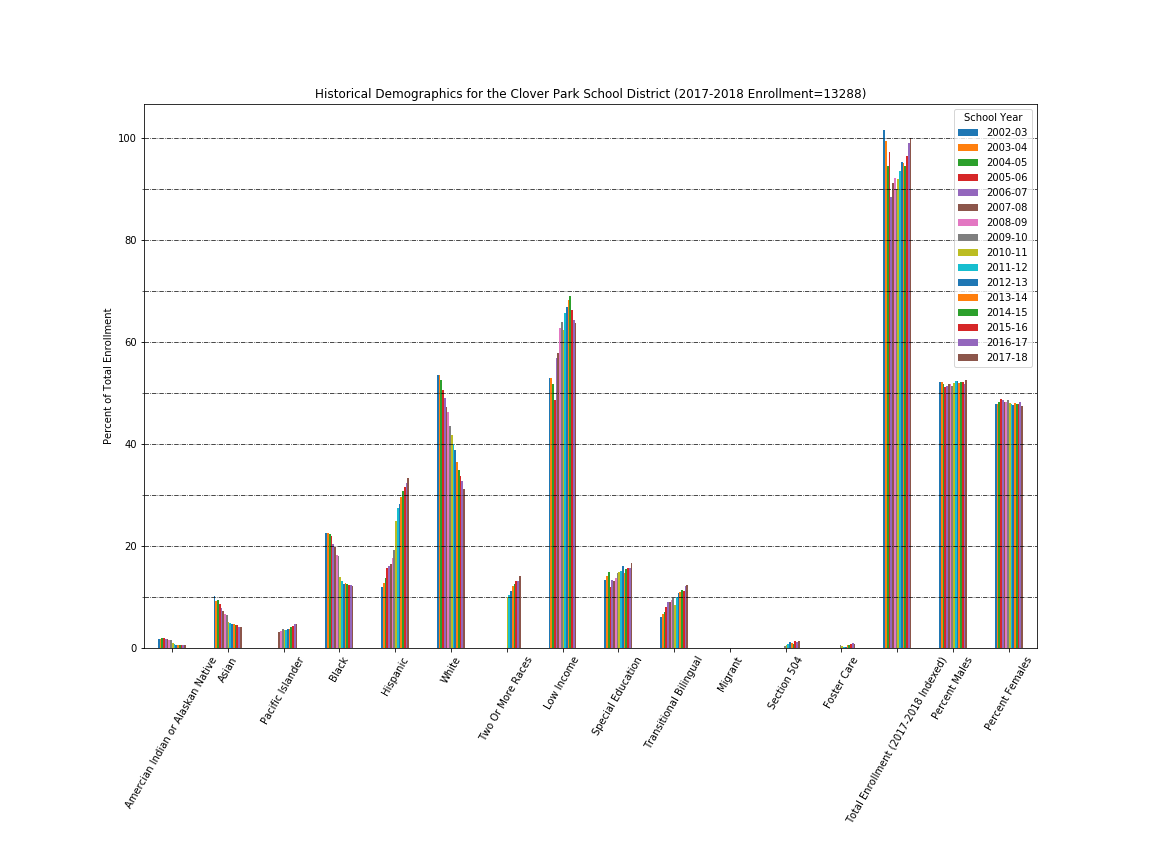 Historical Demographics for the Clover Park School District (2017-2018 Enrollment=13288)
Percent of Total Enrollment
100
80
60
40
20
0
School Year
2002-03
2003-04
2004-05
2005-06
2006-07
2007-08
2008-09
2009-10
2010-11
2011-12
2012-13
2013-14
2014-15
2015-16
2016-17
2017-18
Amercian Indian or Alaskan Native
Asian
Pacific Islander
Black
Hispanic
White
Two Or More Races
Low Income
Special Education
Transitional Bilingual
Migrant
Section 504
Foster Care
Total Enrollment (2017-2018 Indexed)
Percent Males
Percent Females